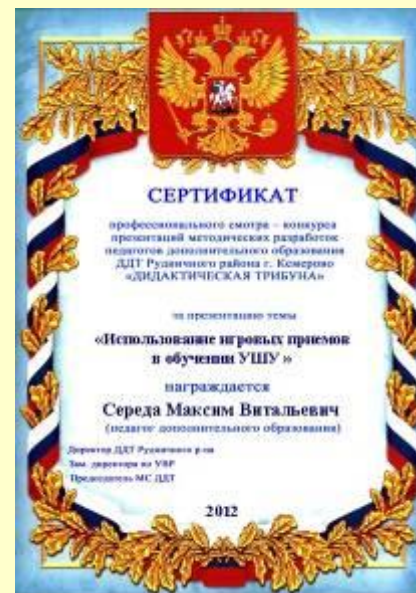 СЕРТИФИКАТ
профессионального смотра – конкурса
презентаций методических разработок
педагогов дополнительного образования
ДДТ Рудничного района г. Кемерово
«ДИДАКТИЧЕСКАЯ ТРИБУНА»
за презентацию темы
«Использование игровых приемов
в обучении УШУ »
награждается
Середа Максим Витальевич
(педагог дополнительного образования)
Директор ДДТ Рудничного р-на
Зам. директора по УВР
Председатель МС ДДТ
2012